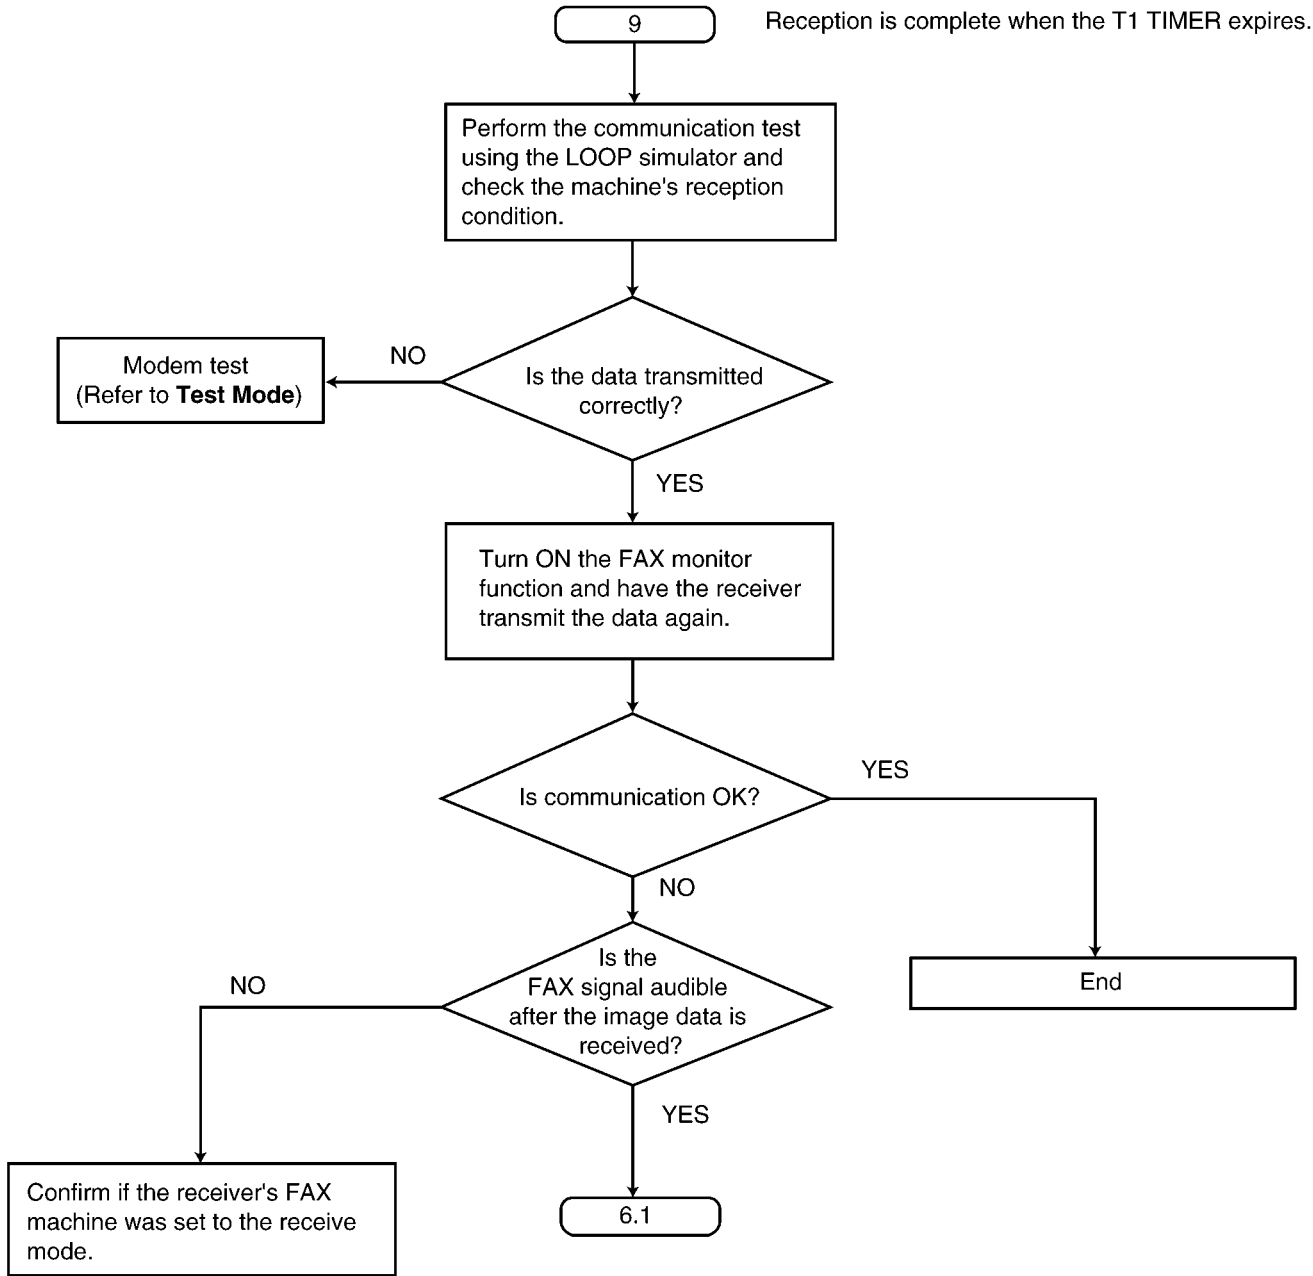 9
Reception is complete when the T1 TIMER expires.
Perform the communication test
using the LOOP simulator and
check the machine's reception
condition.
NO
Modem test
(Refer to Test Mode)
Is the data transmitted
correctly?
YES
Turn ON the FAX monitor
function and have the receiver
transmit the data again.
YES
Is communication OK?
NO
Is the
FAX signal audible
after the image data is
received?
NO
End
YES
Confirm if the receiver's FAX
machine was set to the receive
mode.
6.1